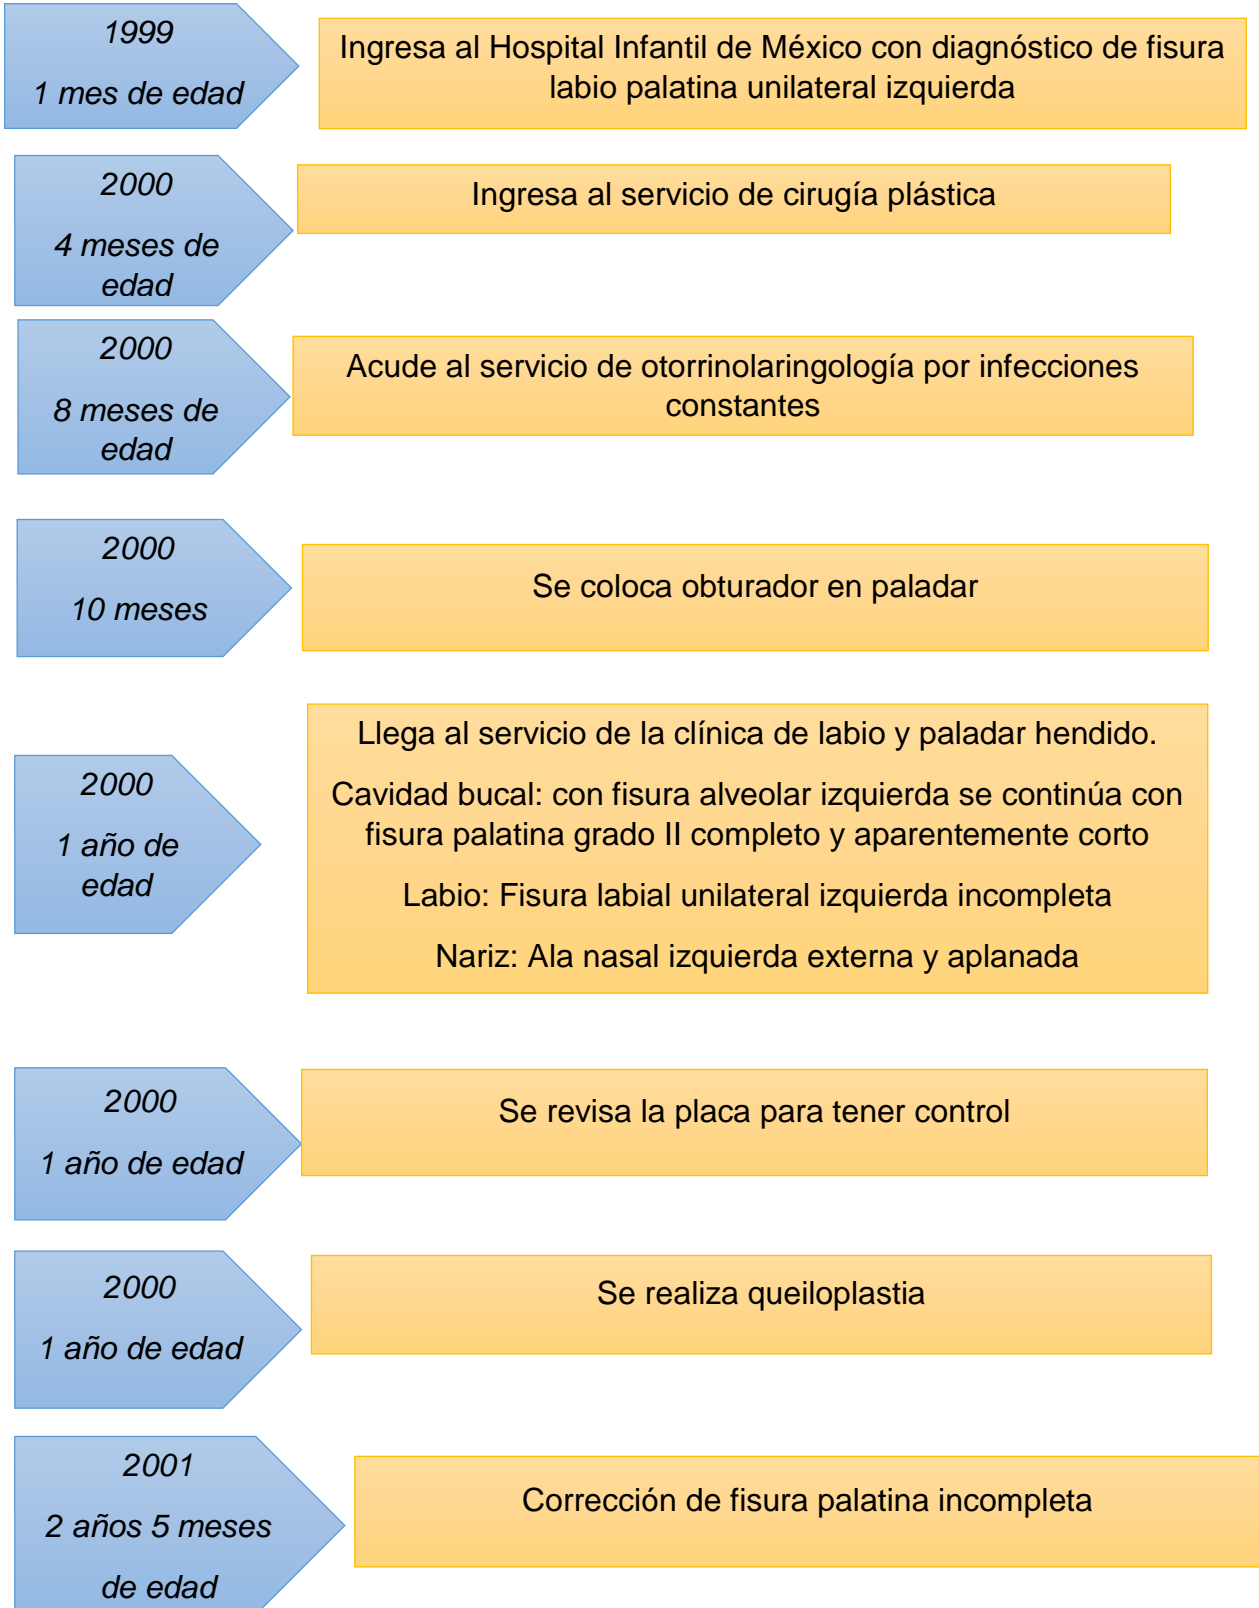 1999
1 mes de edad
Ingresa al Hospital Infantil de México con diagnóstico de fisura
labio palatina unilateral izquierda
2000
4 meses de
edad
Ingresa al servicio de cirugía plástica
2000
8 meses de
edad
Acude al servicio de otorrinolaringología por infecciones
constantes
2000
10 meses
Se coloca obturador en paladar
2000
1 año de
edad
Llega al servicio de la clínica de labio y paladar hendido.
Cavidad bucal: con fisura alveolar izquierda se continúa con
fisura palatina grado II completo y aparentemente corto
Labio: Fisura labial unilateral izquierda incompleta
Nariz: Ala nasal izquierda externa y aplanada
2000
1 año de edad
Se revisa la placa para tener control
2000
1 año de edad
Se realiza queiloplastia
2001
2 años 5 meses
de edad
Corrección de fisura palatina incompleta